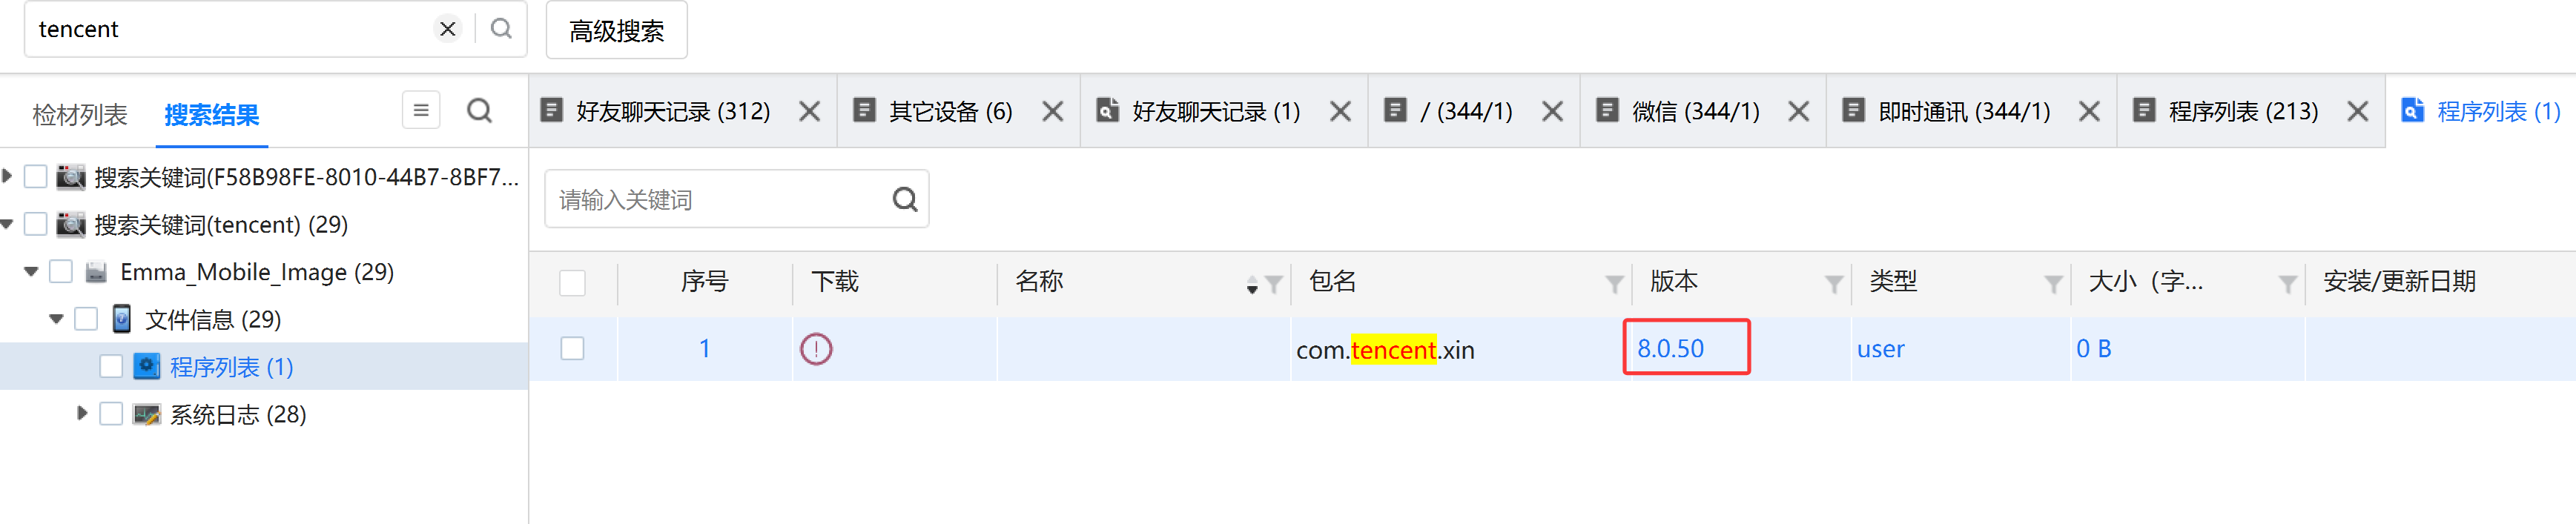 tencent
高级搜索
检材列表 搜索结果
好友聊天记录 (312) 其它设备 (6) 好友聊天记录 (1) / (344/1) 微信 (344/1) 即时通讯 (344/1) 程序列表 (213) 程序列表 (1)
搜索关键词(F58B98FE-8010-44B7-8BF7...
搜索关键词(tencent) (29)
Emma_Mobile_Image (29)
文件信息 (29)
程序列表 (1)
系统日志 (28)
请输入关键词
序号 下载 名称 包名 版本 类型 大小（字... 安装/更新日期
1 com.tencent.xin 8.0.50 user 0 B